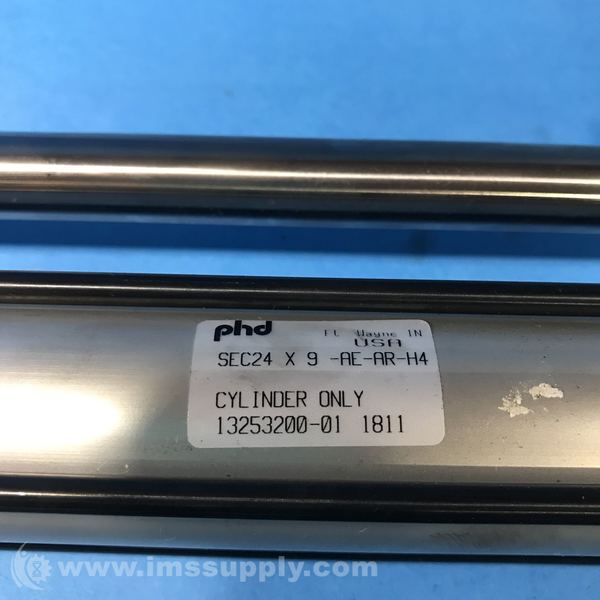 phd Ft Wayne IN
USA
SEC24 X 9 -AE-AR-H4
CYLINDER ONLY
13253200-01 1811
www.imssupply.com